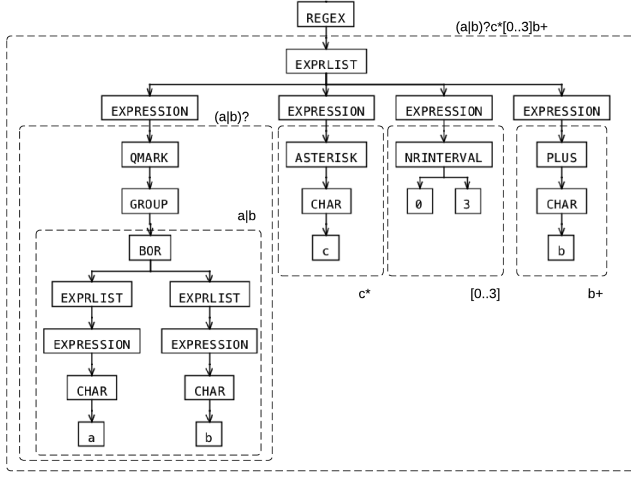 REGEX
(a|b)?c*[0..3]b+
EXPRLIST
EXPRESSION EXPRESSION EXPRESSION EXPRESSION
(a|b)?
QMARK ASTERISK NRINTERVAL PLUS
GROUP CHAR 0 3 CHAR
a|b
BOR c b
EXPRLIST EXPRLIST c* [0..3] b+
EXPRESSION EXPRESSION
CHAR CHAR
a b